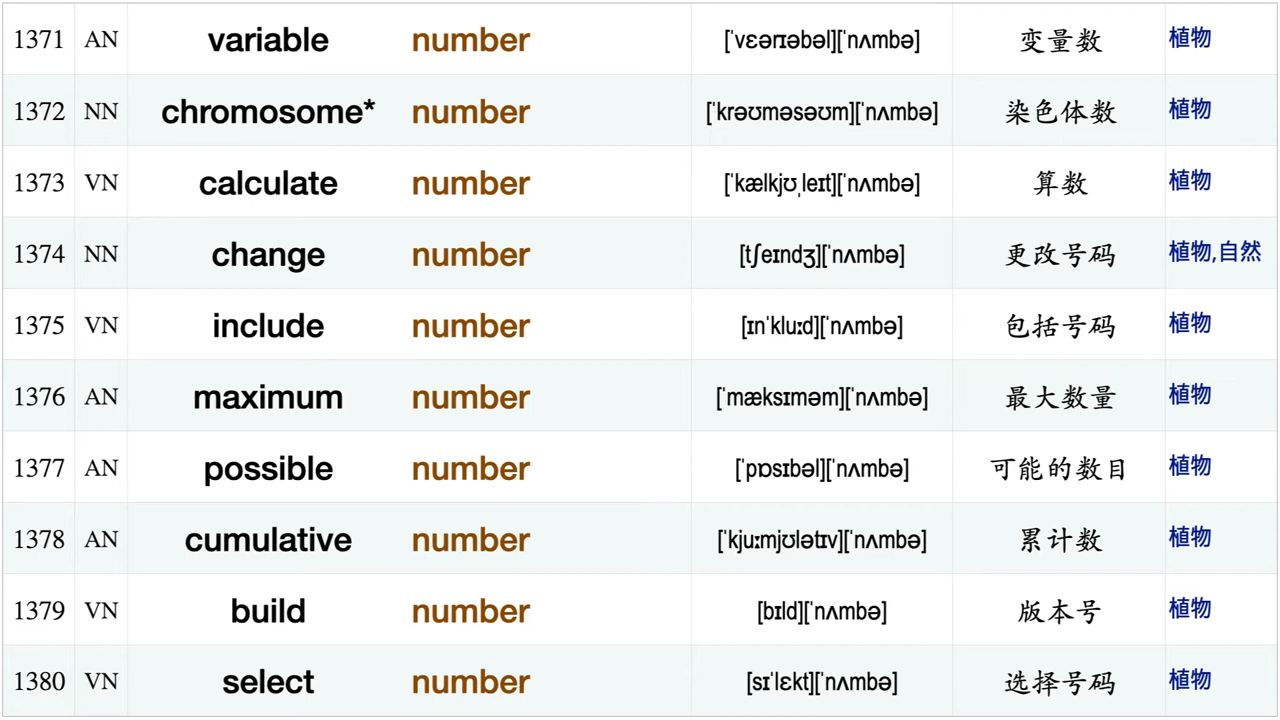 1371 AN variable number [ˈvɛərɪəbəl][ˈnʌmbə] 变量数 植物
1372 NN chromosome* number [ˈkrəʊməsəʊm][ˈnʌmbə] 染色体数 植物
1373 VN calculate number [ˈkælkjʊˌleɪt][ˈnʌmbə] 算数 植物
1374 NN change number [tʃeɪndʒ][ˈnʌmbə] 更改号码 植物,自然
1375 VN include number [ɪnˈkluːd][ˈnʌmbə] 包括号码 植物
1376 AN maximum number [ˈmæksɪməm][ˈnʌmbə] 最大数量 植物
1377 AN possible number [ˈpɒsɪbəl][ˈnʌmbə] 可能的数目 植物
1378 AN cumulative number [ˈkjuːmjʊlətɪv][ˈnʌmbə] 累计数 植物
1379 VN build number [bɪld][ˈnʌmbə] 版本号 植物
1380 VN select number [sɪˈlɛkt][ˈnʌmbə] 选择号码 植物